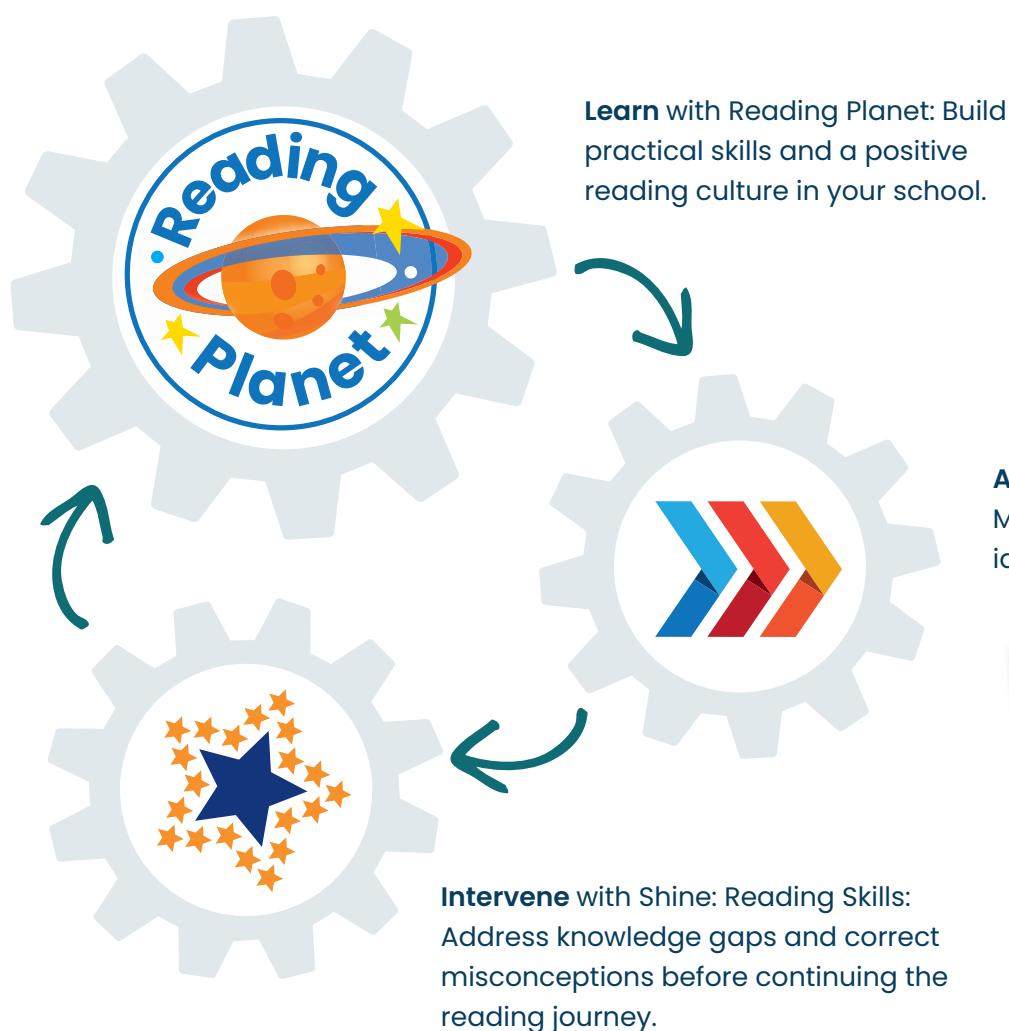 Reading
Planet
Learn with Reading Planet: Build
practical skills and a positive
reading culture in your school.
Intervene with Shine: Reading Skills:
Address knowledge gaps and correct
misconceptions before continuing the
reading journey.